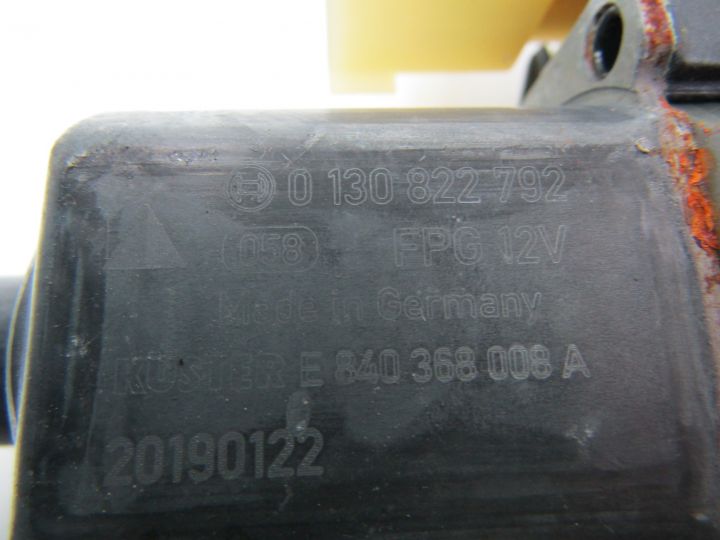 0 130 822 792
058 FPG 12V
Made in Germany
KÜSTER E 840 368 008 A
20190122